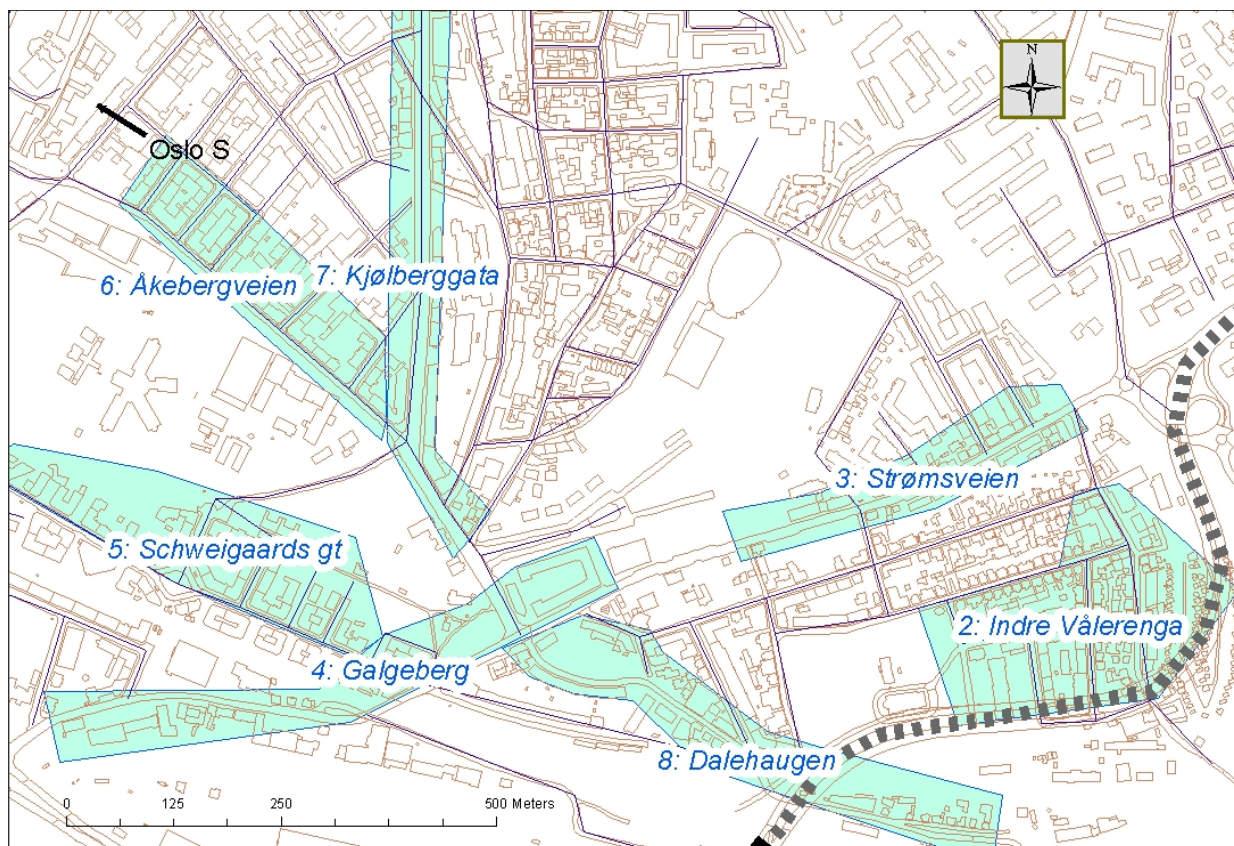 N
Oslo S
6: Åkebergveien
7: Kjølberggata
3: Strømsveien
5: Schweigaards gt
2: Indre Vålerenga
4: Galgeberg
8: Dalehaugen
0 125 250 500 Meters